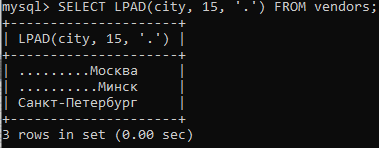 mysql> SELECT LPAD(city, 15, '.') FROM vendors;
+---------------------+
| LPAD(city, 15, '.') |
+---------------------+
| .........Москва     |
| ..........Минск     |
| Санкт-Петербург     |
+---------------------+
3 rows in set (0.00 sec)